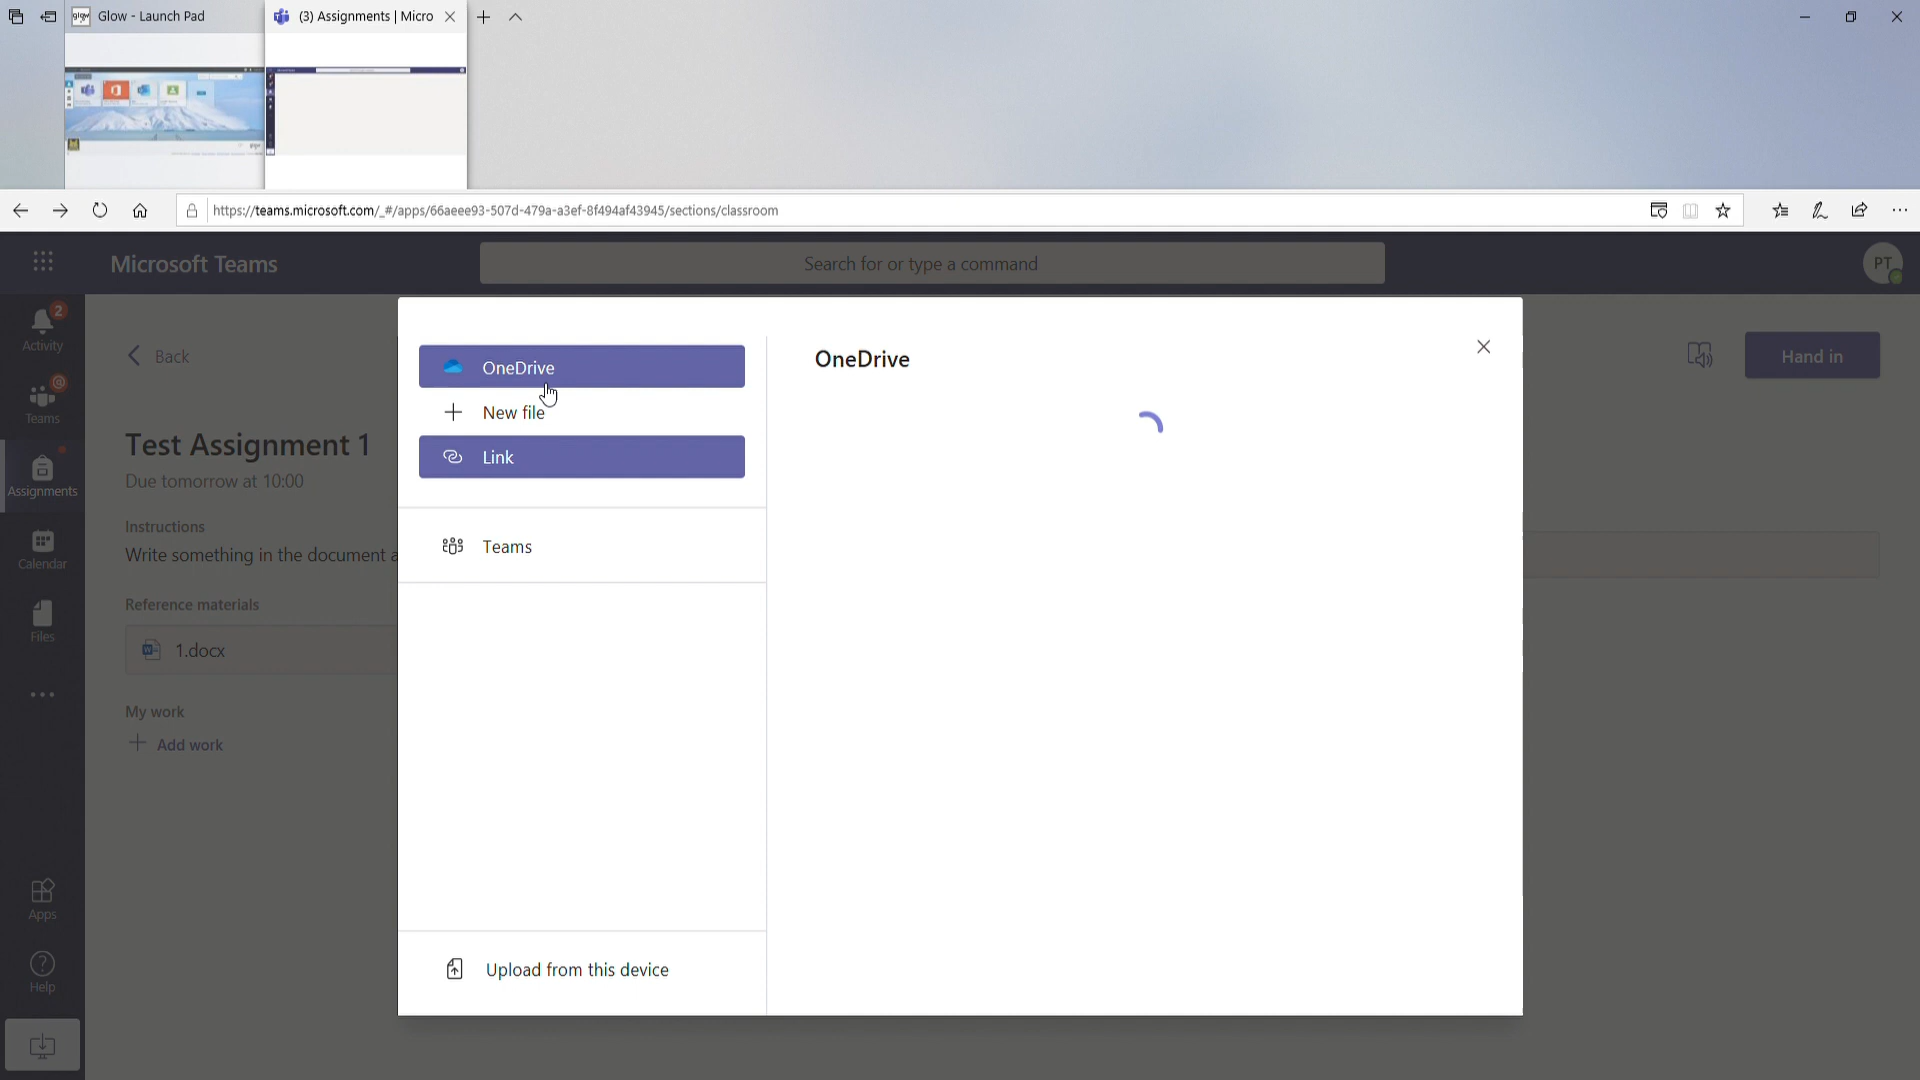 Glow - Launch Pad
(3) Assignments | Micro
https://teams.microsoft.com/_#/apps/66aeee93-507d-479a-a3ef-8f494af43945/sections/classroom
Microsoft Teams
Search for or type a command
PT
2
Activity
Teams
Assignments
Calendar
Files
Apps
Help
Back
Hand in
Test Assignment 1
Due tomorrow at 10:00
Instructions
Write something in the document a
Reference materials
1.docx
My work
Add work
OneDrive
New file
Link
Teams
Upload from this device
OneDrive